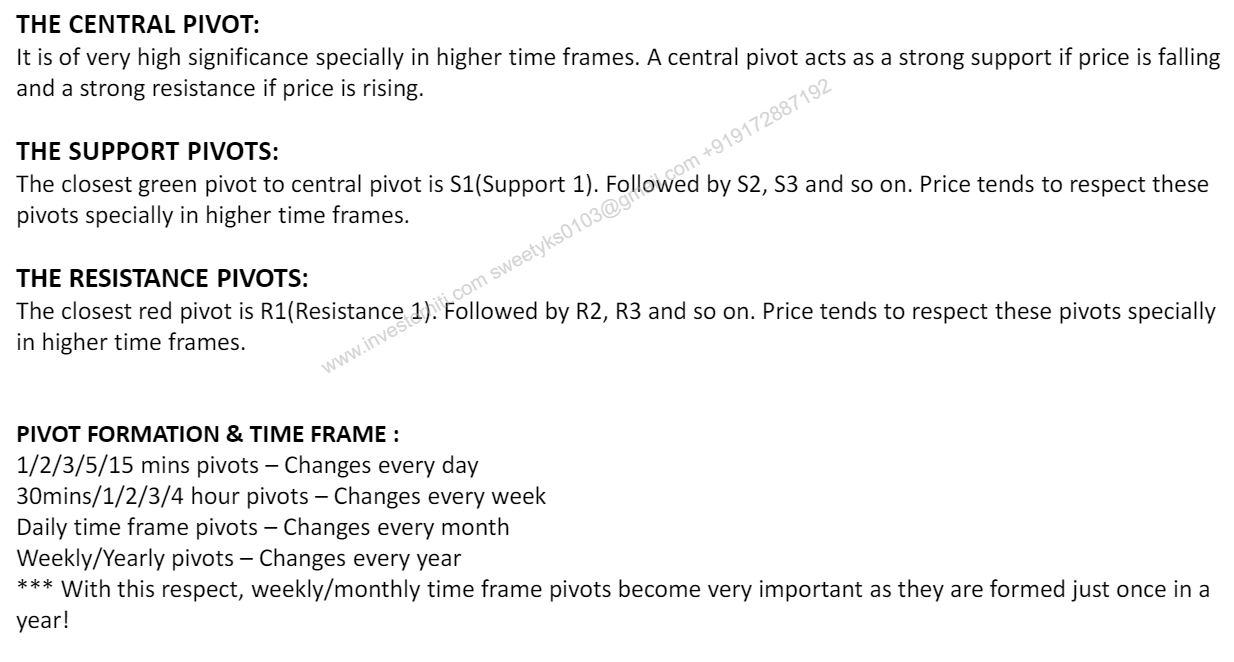 THE CENTRAL PIVOT:
It is of very high significance specially in higher time frames. A central pivot acts as a strong support if price is falling
and a strong resistance if price is rising.
THE SUPPORT PIVOTS:
The closest green pivot to central pivot is S1(Support 1). Followed by S2, S3 and so on. Price tends to respect these
pivots specially in higher time frames.
THE RESISTANCE PIVOTS:
The closest red pivot is R1(Resistance 1). Followed by R2, R3 and so on. Price tends to respect these pivots specially
in higher time frames.
www.investembiti.com sweetyks0103@gmail.com +919172887192
PIVOT FORMATION & TIME FRAME :
1/2/3/5/15 mins pivots – Changes every day
30mins/1/2/3/4 hour pivots – Changes every week
Daily time frame pivots – Changes every month
Weekly/Yearly pivots – Changes every year
*** With this respect, weekly/monthly time frame pivots become very important as they are formed just once in a
year!